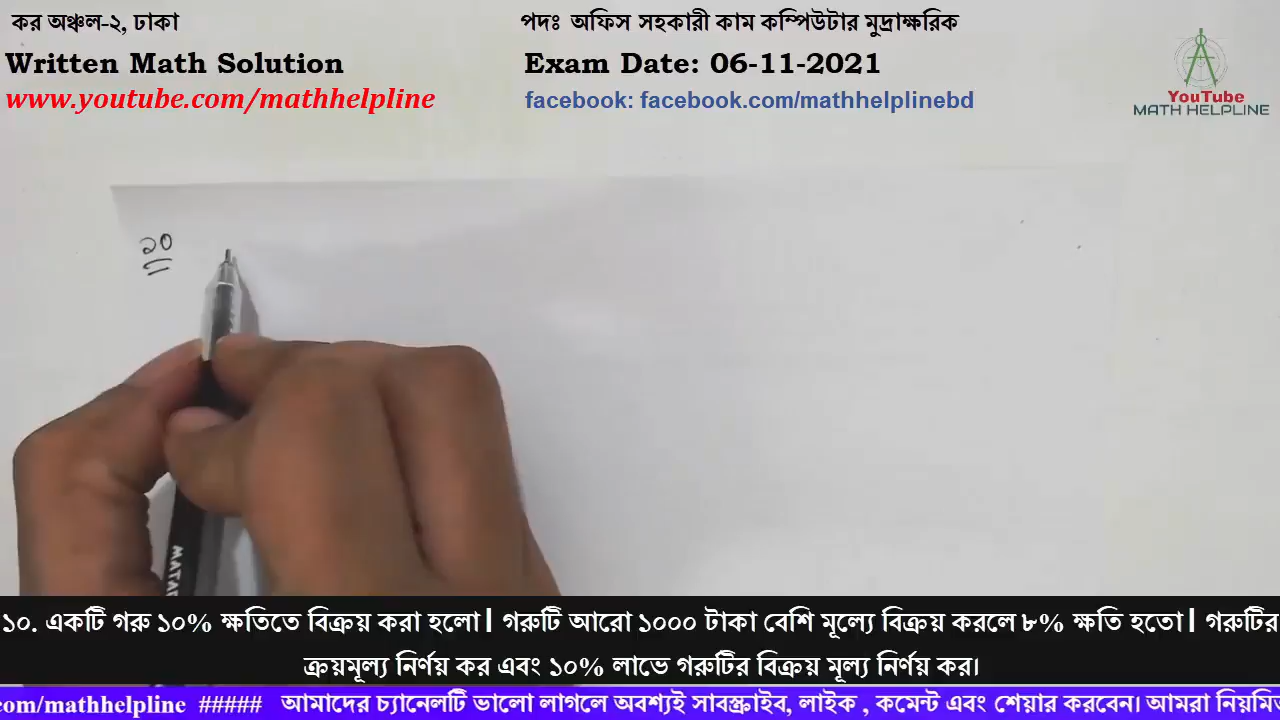 কর অঞ্চল-২, ঢাকা
পদঃ অফিস সহকারী কাম কম্পিউটার মুদ্রাক্ষরিক
Written Math Solution
Exam Date: 06-11-2021
www.youtube.com/mathhelpline
facebook: facebook.com/mathhelplinebd
YouTube
MATH HELPLINE
১০
MATA
১০. একটি গরু ১০% ক্ষতিতে বিক্রয় করা হলো। গরুটি আরো ১০০০ টাকা বেশি মূল্যে বিক্রয় করলে ৮% ক্ষতি হতো। গরুটির
ক্রয়মূল্য নির্ণয় কর এবং ১০% লাভে গরুটির বিক্রয় মূল্য নির্ণয় কর।
com/mathhelpline ##### আমাদের চ্যানেলটি ভালো লাগলে অবশ্যই সাবস্ক্রাইব, লাইক , কমেন্ট এবং শেয়ার করবেন। আমরা নিয়মি